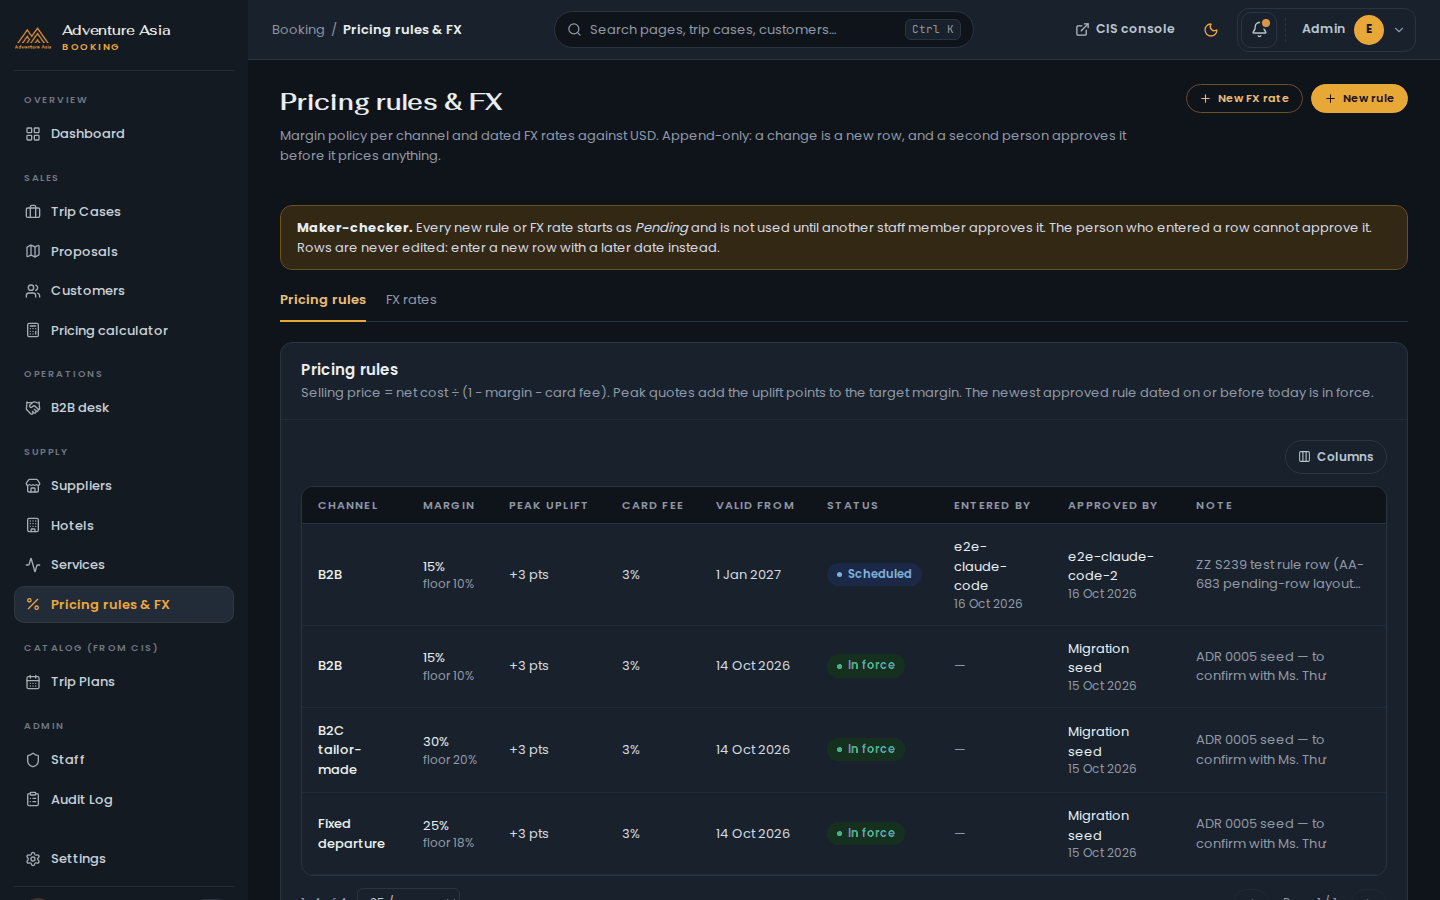 Adventure Asia
BOOKING
Adventure Asia
OVERVIEW
Dashboard
SALES
Trip Cases
Proposals
Customers
Pricing calculator
OPERATIONS
B2B desk
SUPPLY
Suppliers
Hotels
Services
Pricing rules & FX
CATALOG (FROM CIS)
Trip Plans
ADMIN
Staff
Audit Log
Settings
Booking / Pricing rules & FX
Search pages, trip cases, customers…
Ctrl K
CIS console
Admin
E
Pricing rules & FX
New FX rate
New rule
Margin policy per channel and dated FX rates against USD. Append-only: a change is a new row, and a second person approves it
before it prices anything.
Maker-checker. Every new rule or FX rate starts as Pending and is not used until another staff member approves it. The person who entered a row cannot approve it.
Rows are never edited: enter a new row with a later date instead.
Pricing rules
FX rates
Pricing rules
Selling price = net cost ÷ (1 - margin - card fee). Peak quotes add the uplift points to the target margin. The newest approved rule dated on or before today is in force.
Columns
CHANNEL MARGIN PEAK UPLIFT CARD FEE VALID FROM STATUS ENTERED BY APPROVED BY NOTE
B2B
15%
floor 10%
+3 pts
3%
1 Jan 2027
Scheduled
e2e-
claude-
code
16 Oct 2026
e2e-claude-
code-2
16 Oct 2026
ZZ S239 test rule row (AA-
683 pending-row layout…
B2B
15%
floor 10%
+3 pts
3%
14 Oct 2026
In force
—
Migration
seed
15 Oct 2026
ADR 0005 seed — to
confirm with Ms. Thư
B2C
tailor-
made
30%
floor 20%
+3 pts
3%
14 Oct 2026
In force
—
Migration
seed
15 Oct 2026
ADR 0005 seed — to
confirm with Ms. Thư
Fixed
departure
25%
floor 18%
+3 pts
3%
14 Oct 2026
In force
—
Migration
seed
15 Oct 2026
ADR 0005 seed — to
confirm with Ms. Thư